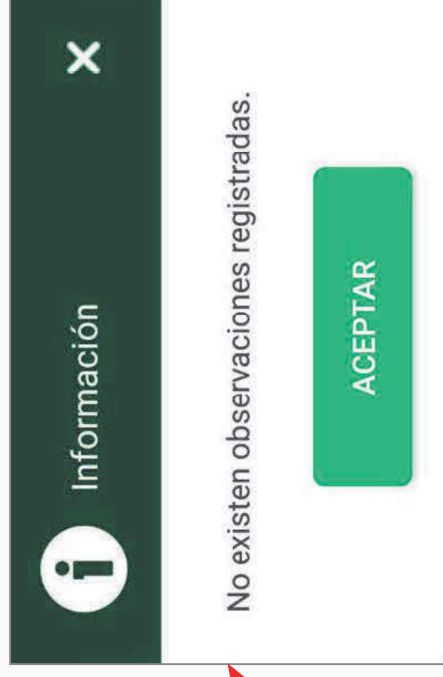 Información
No existen observaciones registradas.
ACEPTAR